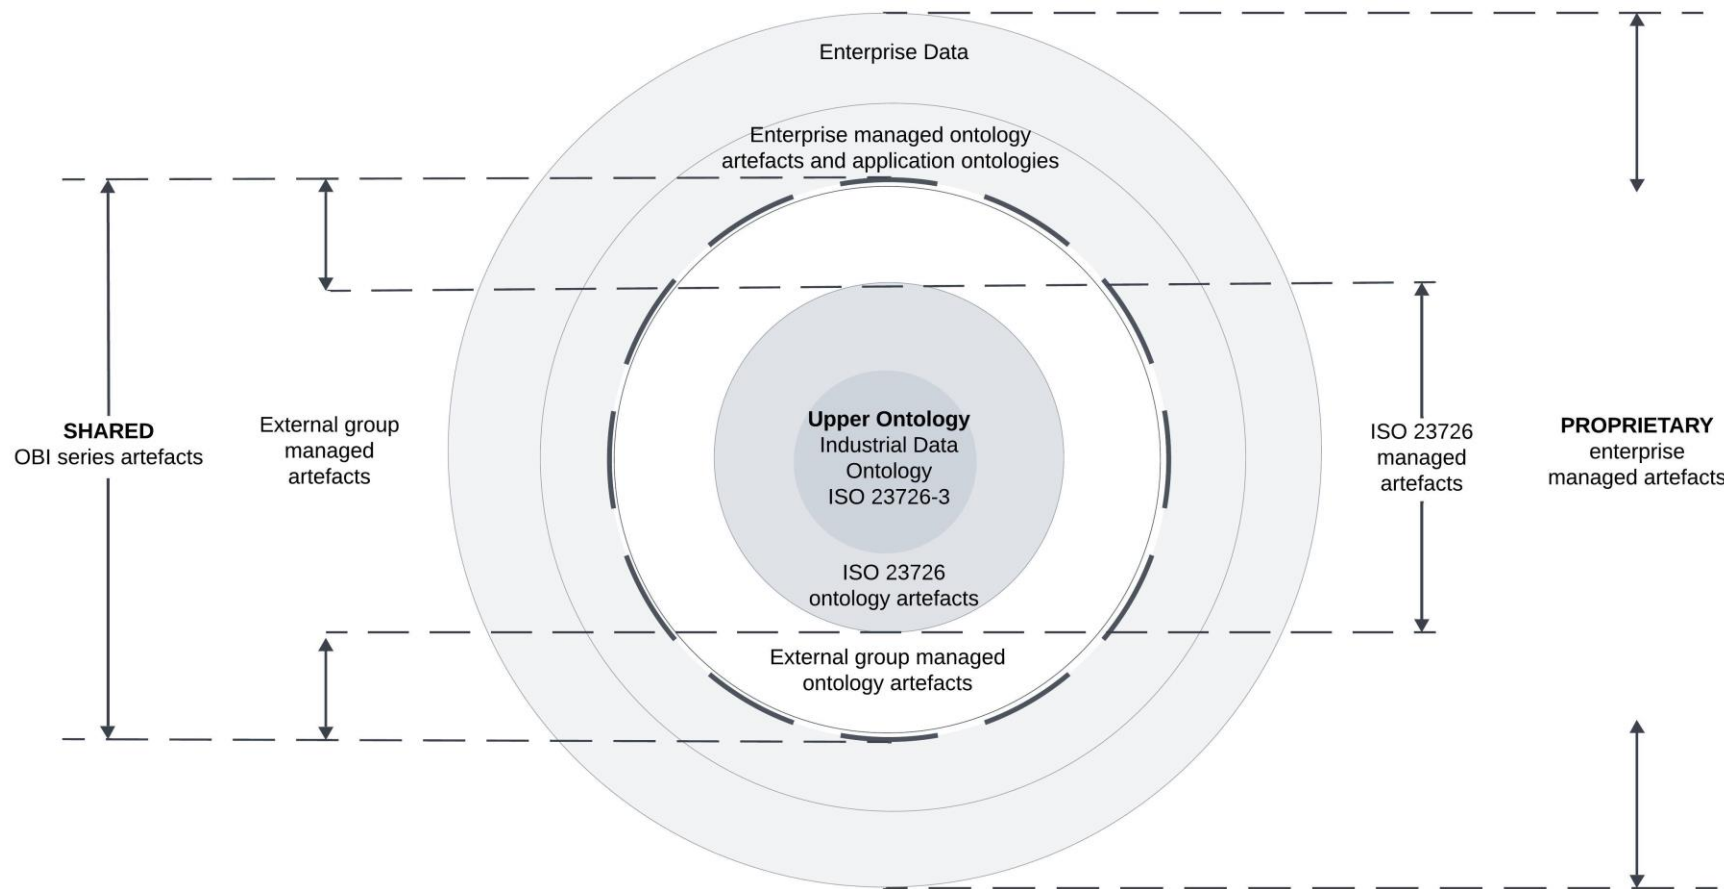 Enterprise Data
Enterprise managed ontology
artefacts and application ontologies
SHARED
OBI series artefacts
External group
managed
artefacts
Upper Ontology
Industrial Data
Ontology
ISO 23726-3
ISO 23726
managed
artefacts
PROPRIETARY
enterprise
managed artefacts
ISO 23726
ontology artefacts
External group managed
ontology artefacts